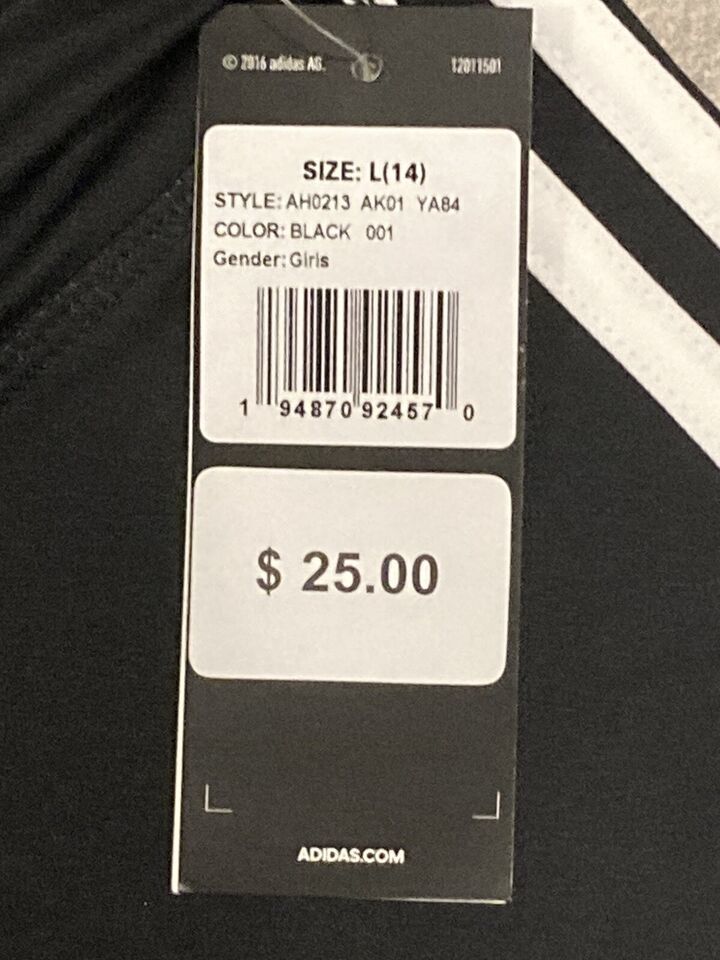 © 2016 adidas AG. 12011501
SIZE: L(14)
STYLE: AH0213 AK01 YA84
COLOR: BLACK 001
Gender: Girls
1 94870 92457 0
$ 25.00
ADIDAS.COM